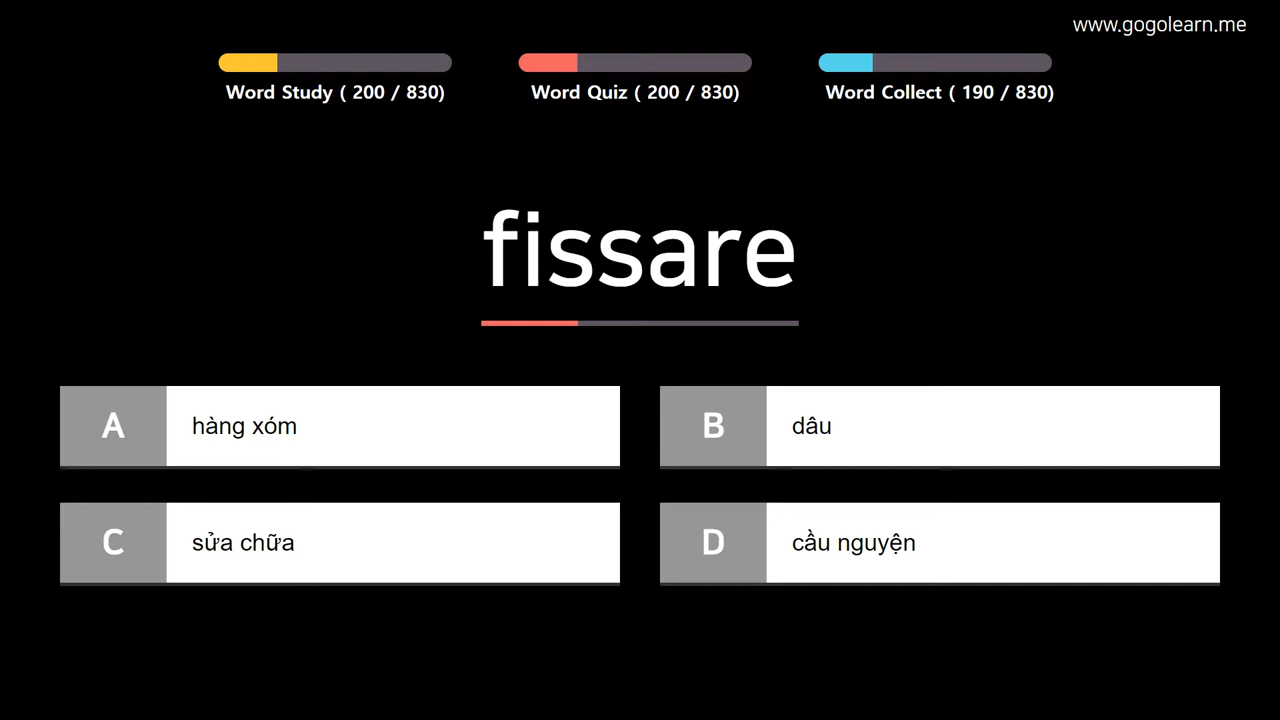 www.gogolearn.me
Word Study ( 200 / 830)
Word Quiz ( 200 / 830)
Word Collect ( 190 / 830)
fissare
A hàng xóm
B dâu
C sửa chữa
D cầu nguyện